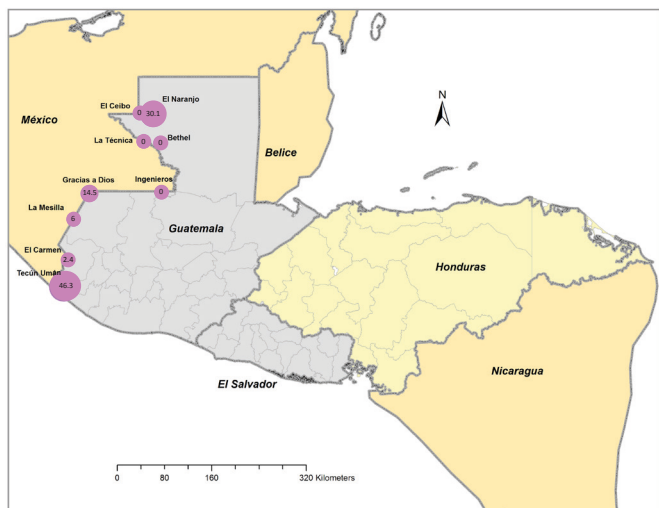 N
El Ceibo
El Naranjo
0
30.1
México
La Técnica
Bethel
0
0
Belice
Gracias a Dios
Ingenieros
14.5
0
La Mesilla
6
Guatemala
El Carmen
2.4
Tecún Umán
46.3
Honduras
El Salvador
Nicaragua
0 40 80 160 240 320 Kilometers